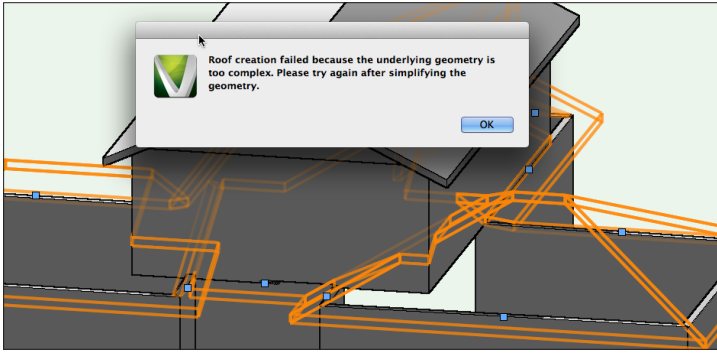 Roof creation failed because the underlying geometry is
too complex. Please try again after simplifying the
geometry.
OK